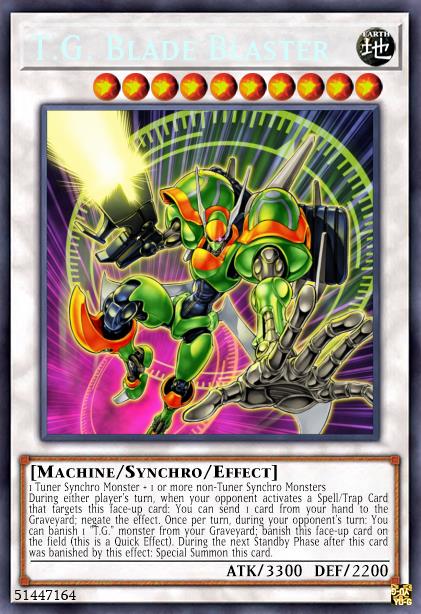 T.G. Blade Blaster
EARTH
地
[Machine/Synchro/Effect]
1 Tuner Synchro Monster + 1 or more non-Tuner Synchro Monsters
During either player's turn, when your opponent activates a Spell/Trap Card
that targets this face-up card: You can send 1 card from your hand to the
Graveyard; negate the effect. Once per turn, during your opponent's turn: You
can banish 1 "T.G." monster from your Graveyard; banish this face-up card on
the field (this is a Quick Effect). During the next Standby Phase after this card
was banished by this effect: Special Summon this card.
ATK/3300 DEF/2200
51447164